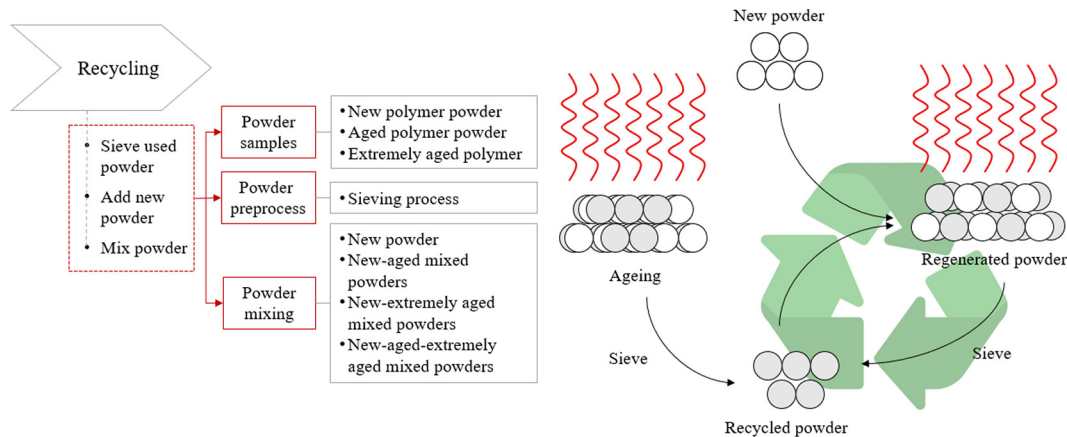 Recycling
• Sieve used
powder
• Add new
powder
• Mix powder
Powder
samples
• New polymer powder
• Aged polymer powder
• Extremely aged polymer
Powder
preprocess
• Sieving process
Powder
mixing
• New powder
• New-aged mixed
powders
• New-extremely aged
mixed powders
• New-aged-extremely
aged mixed powders
New powder
Ageing
Regenerated powder
Sieve
Sieve
Recycled powder